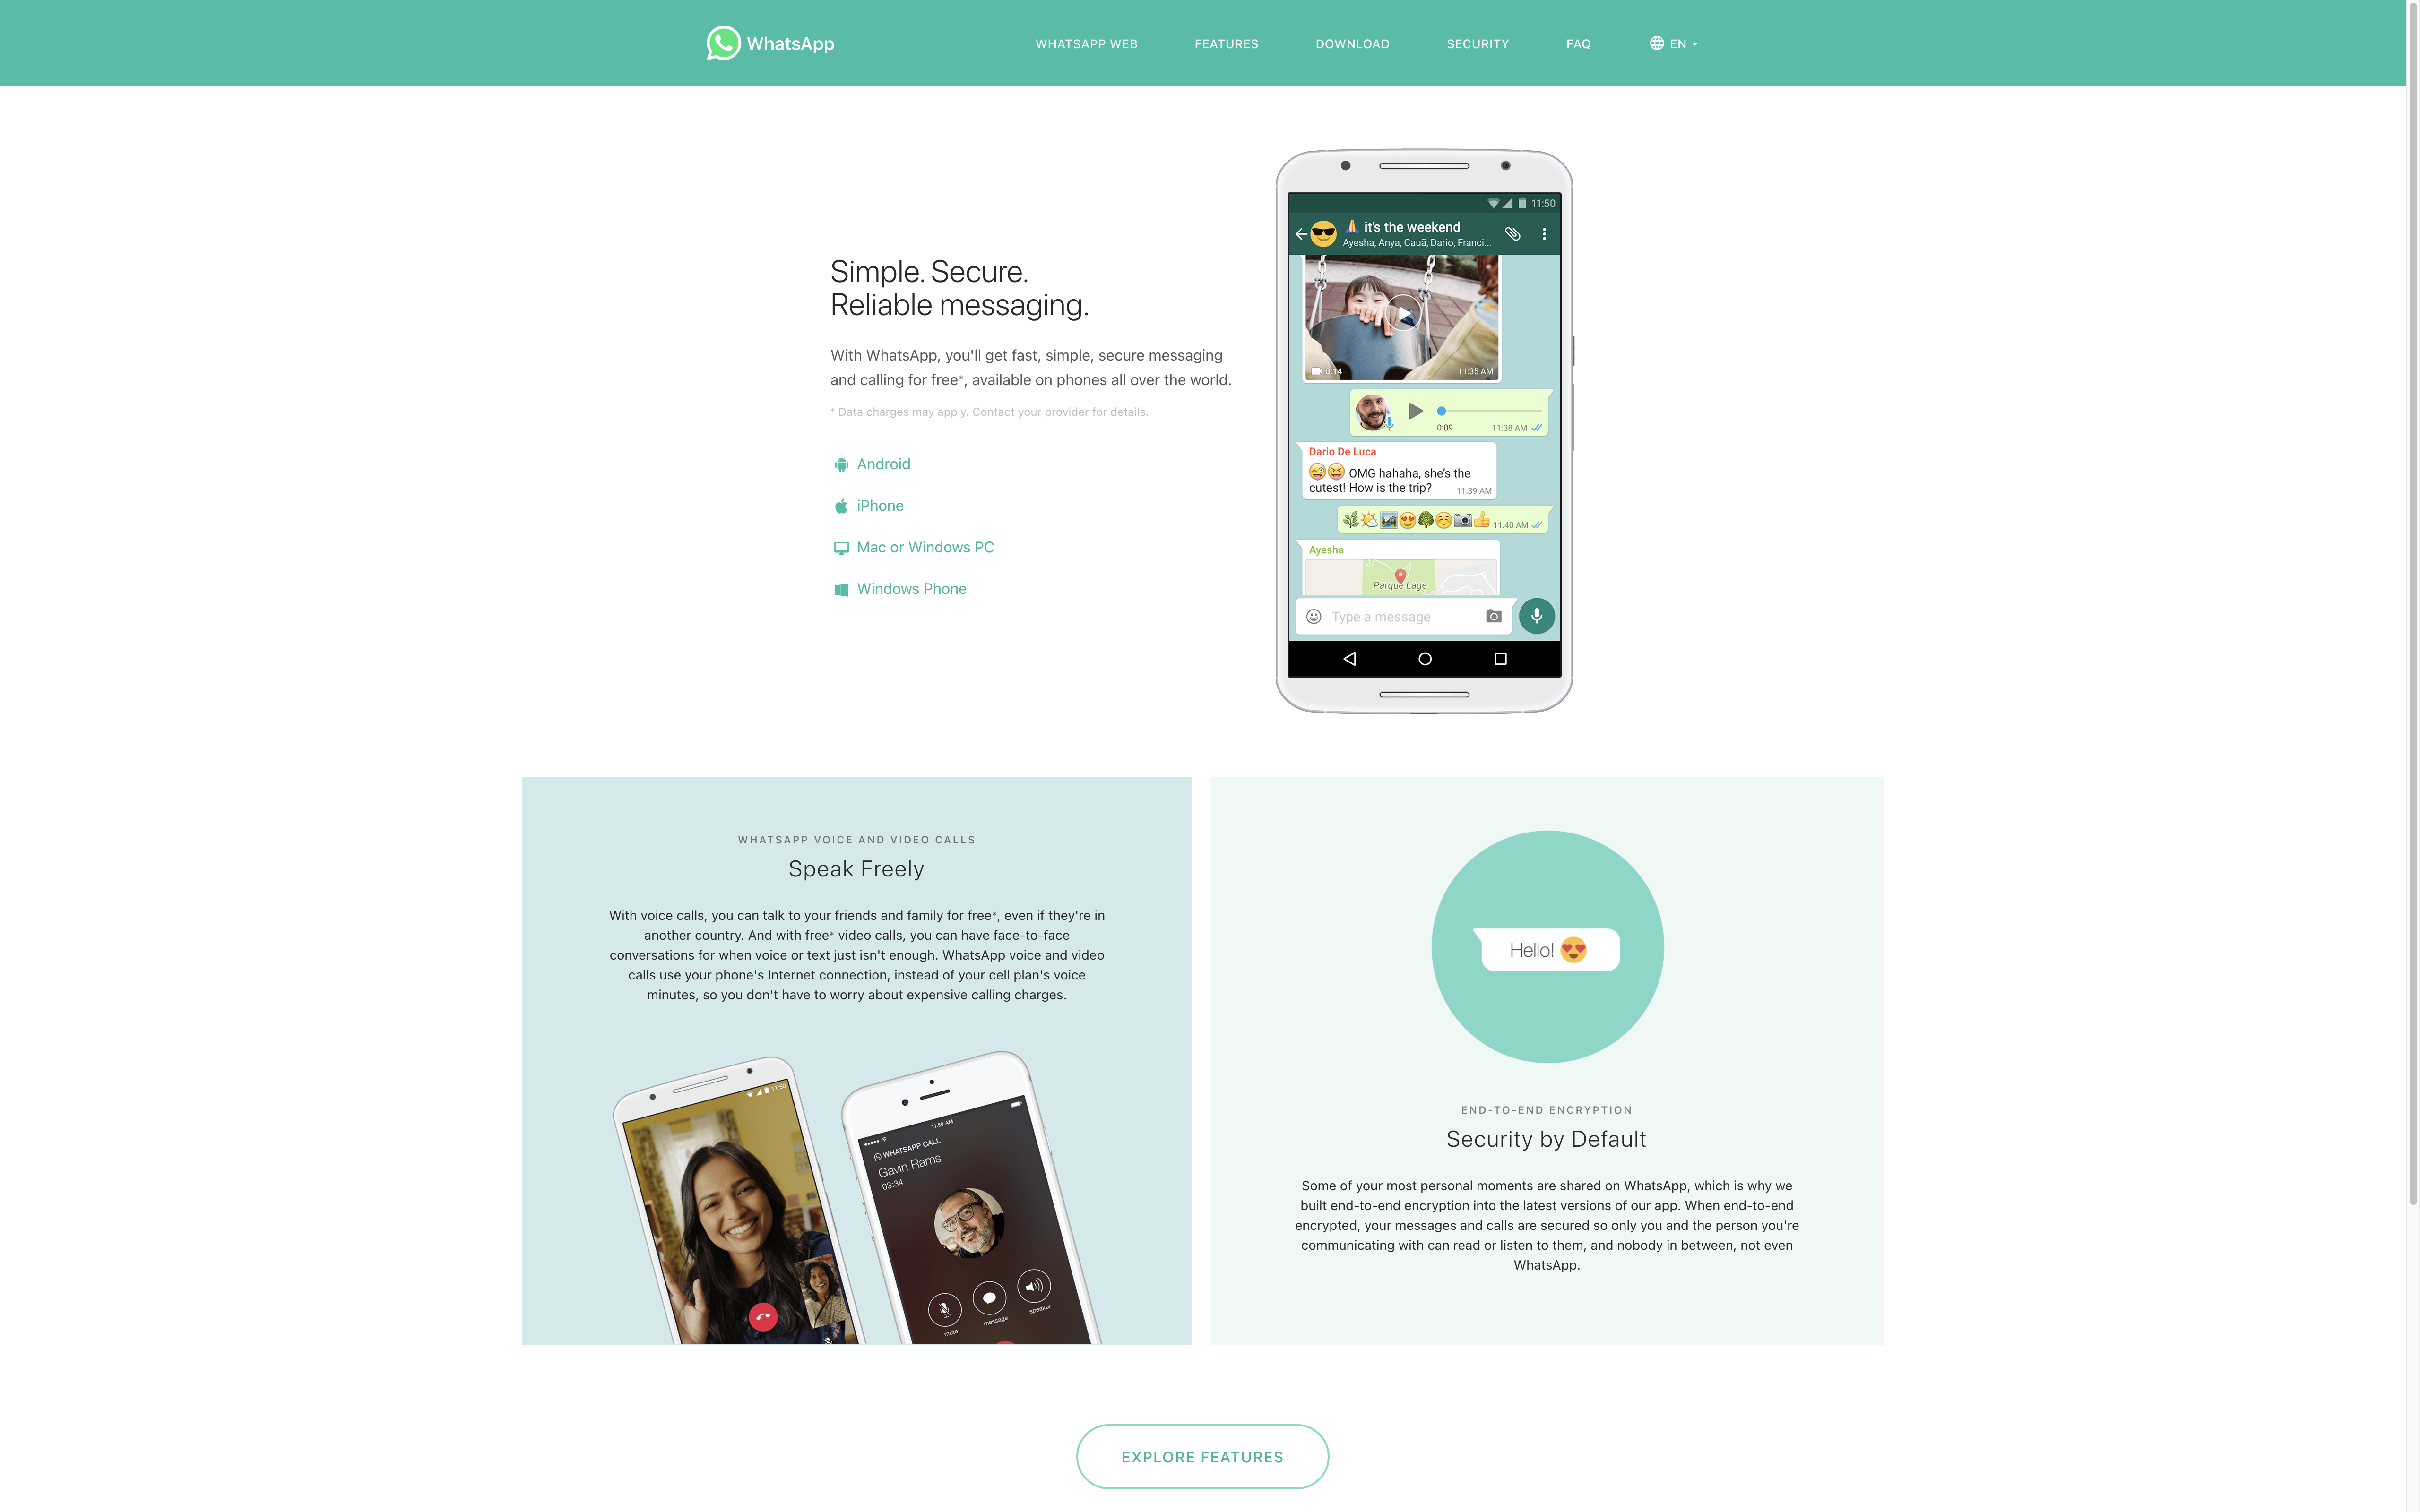 WhatsApp
WHATSAPP WEB
FEATURES
DOWNLOAD
SECURITY
FAQ
EN
Simple. Secure.
Reliable messaging.
With WhatsApp, you'll get fast, simple, secure messaging
and calling for free*, available on phones all over the world.
* Data charges may apply. Contact your provider for details.
Android
iPhone
Mac or Windows PC
Windows Phone
11:50
🙏 it's the weekend
Ayesha, Anya, Cauã, Dario, Franci...
0:14 11:35 AM
0:09 11:38 AM
Dario De Luca
😜😝 OMG hahaha, she's the
cutest! How is the trip? 11:39 AM
11:40 AM
Ayesha
Parque Lage
Type a message
WHATSAPP VOICE AND VIDEO CALLS
Speak Freely
With voice calls, you can talk to your friends and family for free*, even if they're in
another country. And with free* video calls, you can have face-to-face
conversations for when voice or text just isn't enough. WhatsApp voice and video
calls use your phone's Internet connection, instead of your cell plan's voice
minutes, so you don't have to worry about expensive calling charges.
11:50
11:50 AM
WHATSAPP CALL
Gavin Rams
03:34
mute
message
speaker
Hello! 😍
END-TO-END ENCRYPTION
Security by Default
Some of your most personal moments are shared on WhatsApp, which is why we
built end-to-end encryption into the latest versions of our app. When end-to-end
encrypted, your messages and calls are secured so only you and the person you're
communicating with can read or listen to them, and nobody in between, not even
WhatsApp.
EXPLORE FEATURES